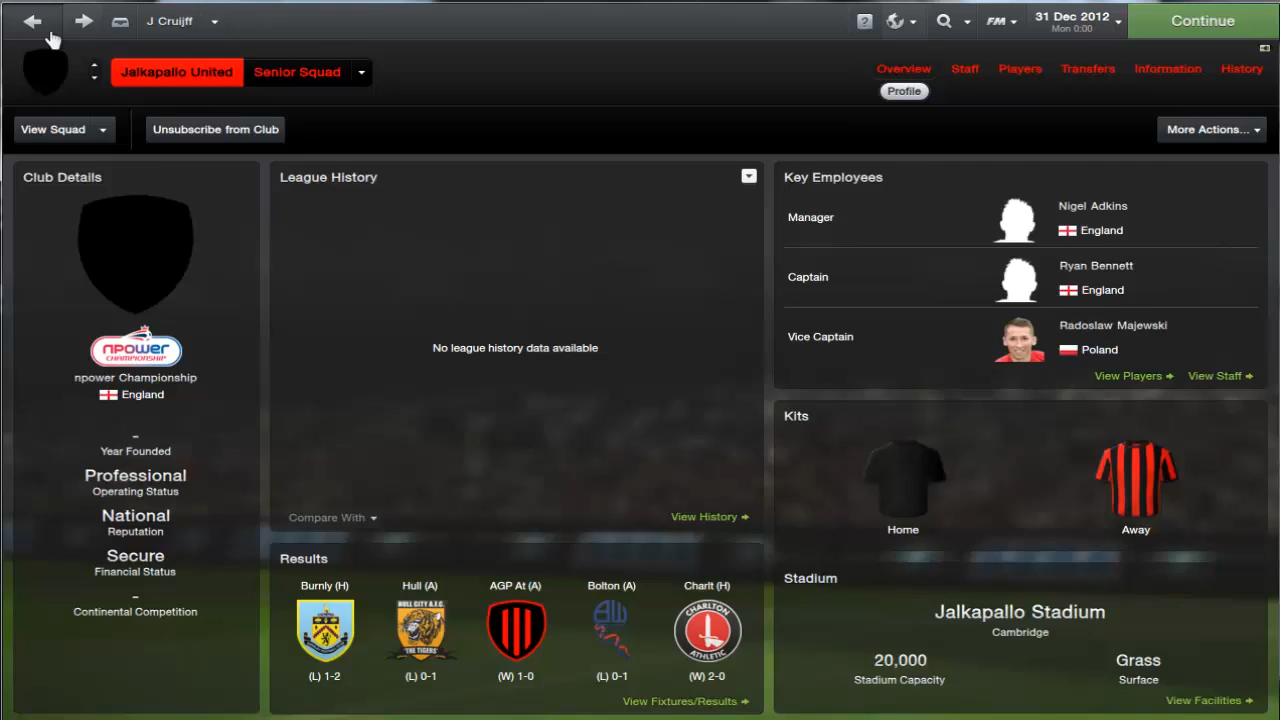 J Cruijff
? FM 31 Dec 2012
Mon 0:00
Continue
Jalkapallo United Senior Squad
Overview Staff Players Transfers Information History
Profile
View Squad Unsubscribe from Club More Actions...
Club Details
npower
CHAMPIONSHIP
npower Championship
England
-
Year Founded
Professional
Operating Status
National
Reputation
Secure
Financial Status
-
Continental Competition
League History
No league history data available
Compare With View History
Results
Burnly (H) Hull (A) AGP At (A) Bolton (A) Charlt (H)
HULL CITY A.F.C.
THE TIGERS
CHARLTON
ATHLETIC
(L) 1-2 (L) 0-1 (W) 1-0 (L) 0-1 (W) 2-0
View Fixtures/Results
Key Employees
Manager Nigel Adkins
England
Captain Ryan Bennett
England
Vice Captain Radoslaw Majewski
Poland
View Players View Staff
Kits
Home Away
Stadium
Jalkapallo Stadium
Cambridge
20,000 Grass
Stadium Capacity Surface
View Facilities